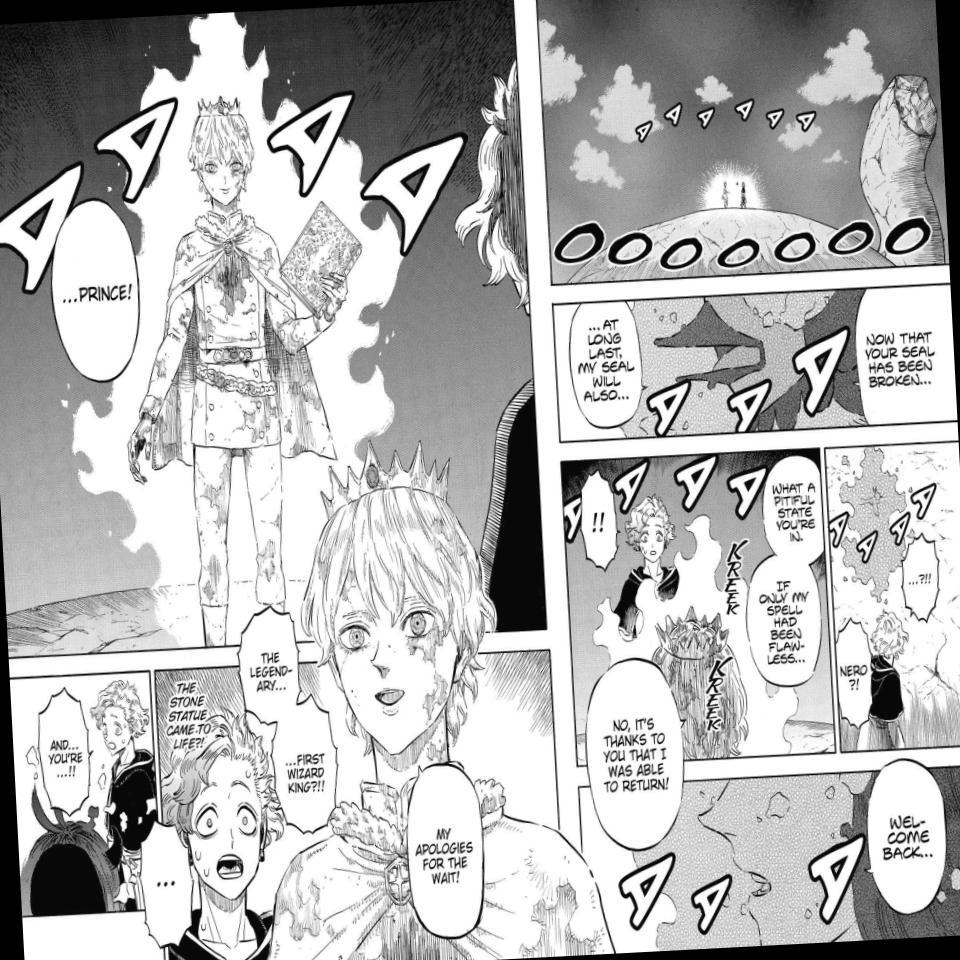 A A A A A A
OOOOOOO
NOW THAT
YOUR SEAL
HAS BEEN
BROKEN...
...AT
LONG
LAST,
MY SEAL
WILL
ALSO...
A A A
A A A A
...?!!
NERO
?!
WHAT A
PITIFUL
STATE
YOU'RE
IN.
IF
ONLY MY
SPELL
HAD
BEEN
FLAW-
LESS...
A A A A
!!
KREEK
KREEK
NO, IT'S
THANKS TO
YOU THAT I
WAS ABLE
TO RETURN!
WEL-
COME
BACK...
A A A
A A A A
...PRINCE!
MY
APOLOGIES
FOR THE
WAIT!
THE
LEGEND-
ARY...
...FIRST
WIZARD
KING?!!
THE
STONE
STATUE
CAME TO
LIFE?!
...
AND...
YOU'RE
...!!